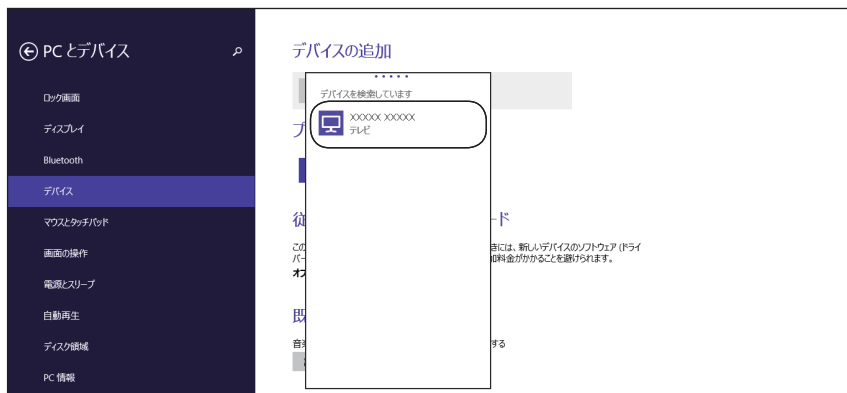 PC とデバイス
ロック画面
ディスプレイ
Bluetooth
デバイス
マウスとタッチパッド
画面の操作
電源とスリープ
自動再生
ディスク領域
PC 情報
デバイスの追加
デバイスを検索しています
XXXXX XXXXX
テレビ
プ
従
ード
この
きには、新しいデバイスのソフトウェア (ドライ
バー
加料金がかかることを避けられます。
オフ
既
音楽
する